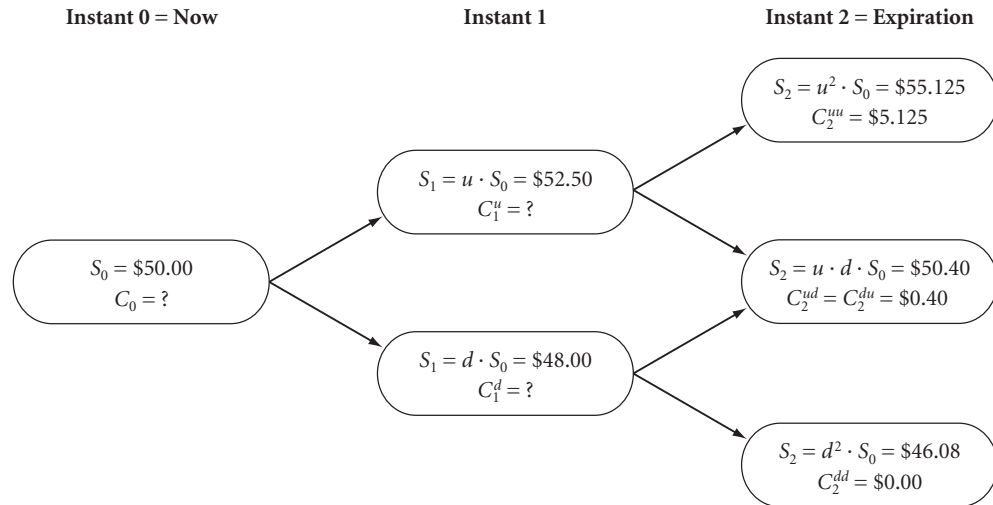 Instant 0 = Now
Instant 1
Instant 2 = Expiration
S₂ = u² · S₀ = $55.125
C₂ᵘᵘ = $5.125
S₁ = u · S₀ = $52.50
C₁ᵘ = ?
S₀ = $50.00
C₀ = ?
S₂ = u · d · S₀ = $50.40
C₂ᵘᵈ = C₂ᵈᵘ = $0.40
S₁ = d · S₀ = $48.00
C₁ᵈ = ?
S₂ = d² · S₀ = $46.08
C₂ᵈᵈ = $0.00